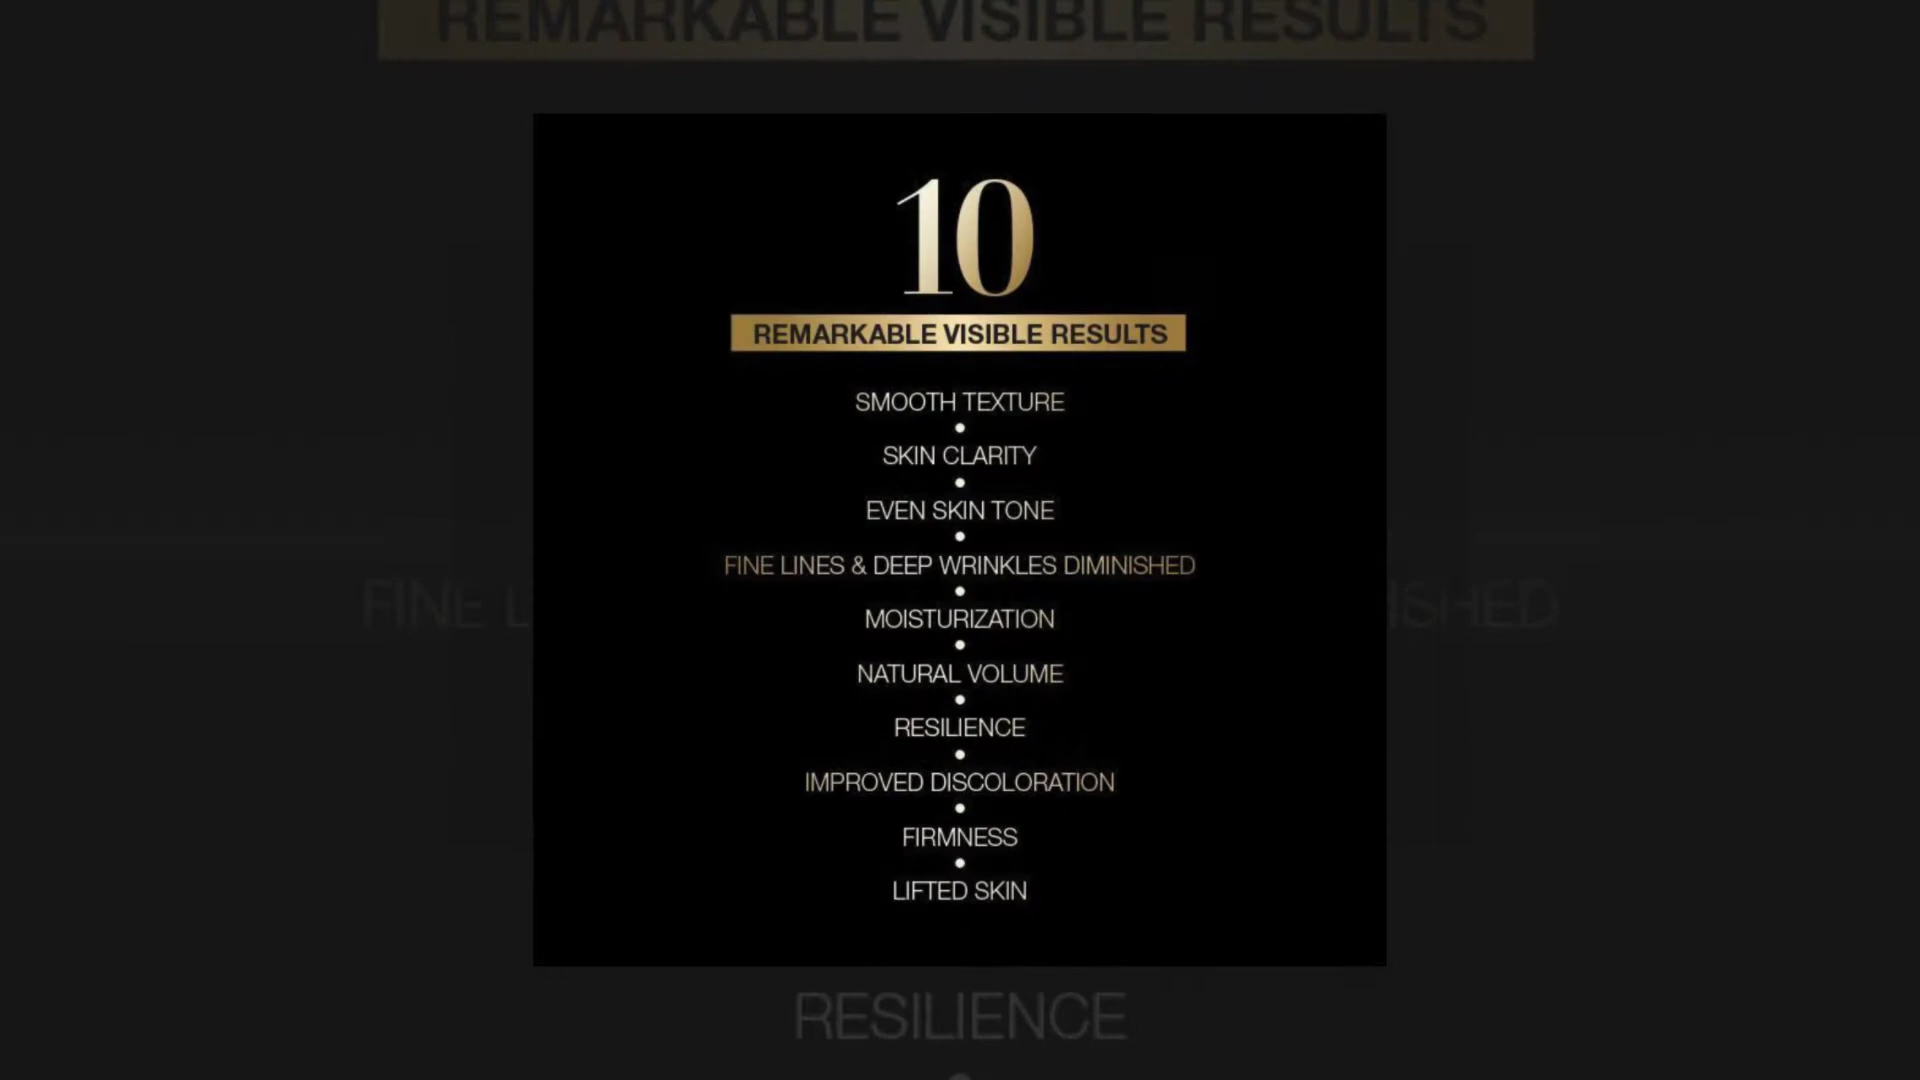 REMARKABLE VISIBLE RESULTS
10
REMARKABLE VISIBLE RESULTS
SMOOTH TEXTURE
SKIN CLARITY
EVEN SKIN TONE
FINE LINES & DEEP WRINKLES DIMINISHED
MOISTURIZATION
NATURAL VOLUME
RESILIENCE
IMPROVED DISCOLORATION
FIRMNESS
LIFTED SKIN
RESILIENCE